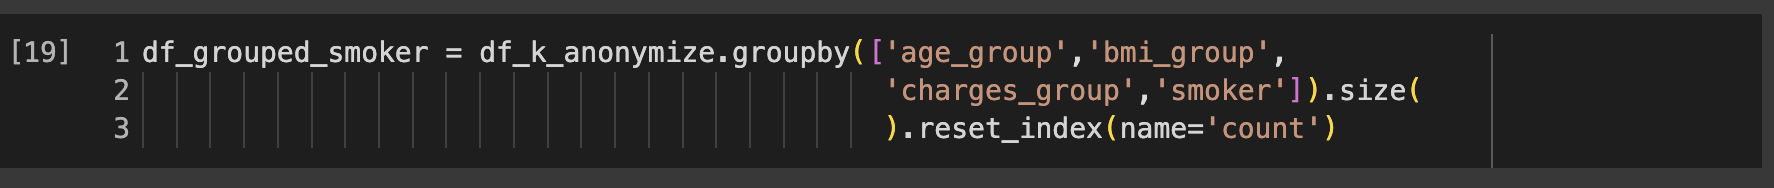 [19] 1 df_grouped_smoker = df_k_anonymize.groupby(['age_group','bmi_group',
2 'charges_group','smoker']).size(
3 ).reset_index(name='count')